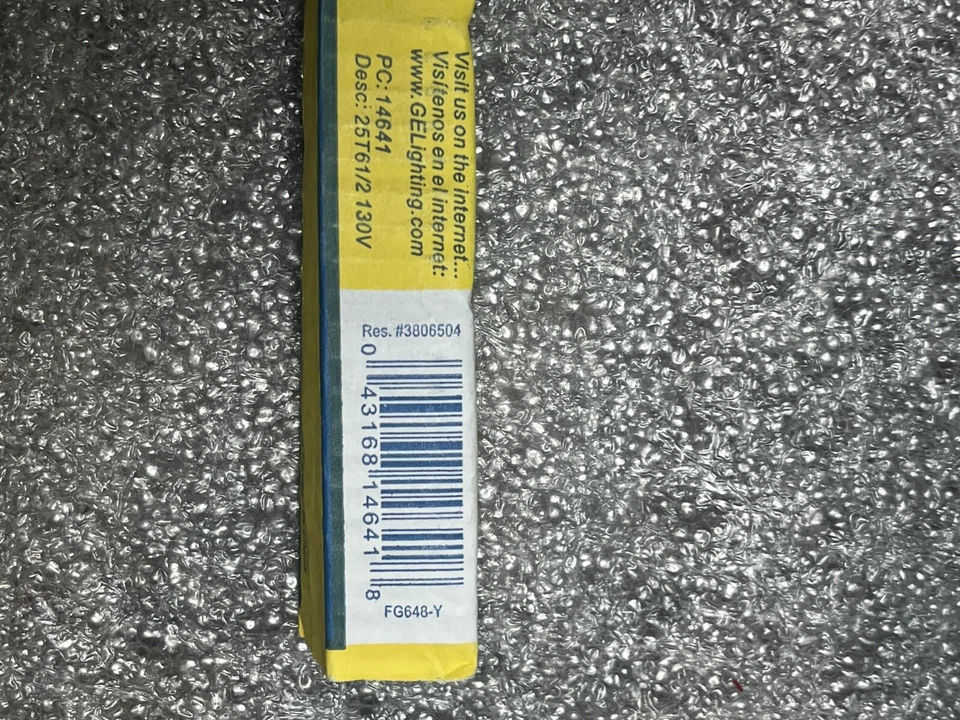 Visit us on the internet...
Visítenos en el internet:
www.GELighting.com
PC: 14641
Desc: 25T61/2 130V
Res. #3806504
0 43168 14641 8
FG648-Y